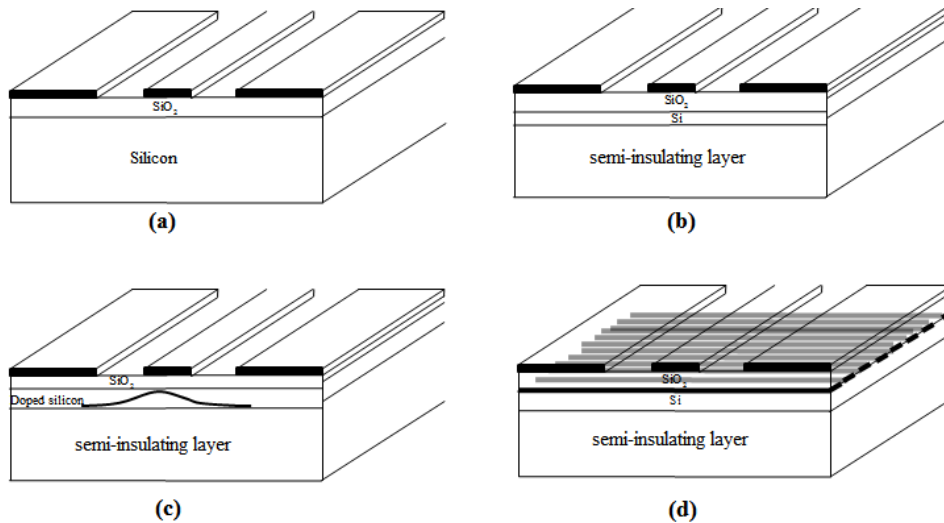 SiO2
Silicon
(a)
SiO2
Si
semi-insulating layer
(b)
SiO2
Doped silicon
semi-insulating layer
(c)
SiO2
Si
semi-insulating layer
(d)